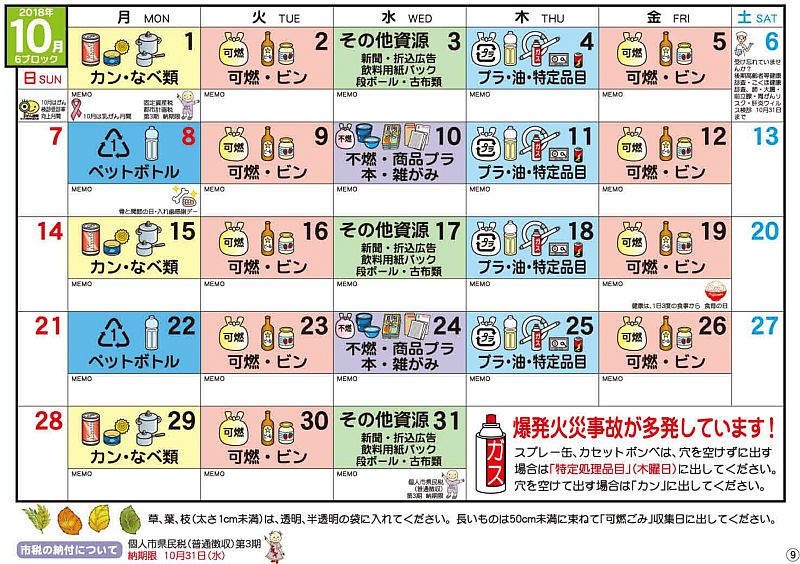 2018年
10月
6ブロック
月 MON
火 TUE
水 WED
木 THU
金 FRI
土 SAT
日 SUN
1
カン・なべ類
MEMO
10月はがん
検診受診率
向上月間
10月は乳がん月間
固定資産税
都市計画税
第3期 納期限
可燃
2
可燃・ビン
MEMO
その他資源 3
新聞・折込広告
飲料用紙パック
段ボール・古布類
MEMO
プラ
4
プラ・油・特定品目
MEMO
可燃
5
可燃・ビン
MEMO
6
受け忘れていませ
んか?
後期高齢者等健康
診査・こくほ健康
診査、肺・大腸・
前立腺・胃がんリ
スク・肝炎ウイル
ス検診 10月31日
まで
7
1
8
ペットボトル
MEMO
骨と関節の日・入れ歯感謝デー
可燃
9
可燃・ビン
MEMO
不燃
10
不燃・商品プラ
本・雑がみ
MEMO
プラ
ガス
11
プラ・油・特定品目
MEMO
可燃
12
可燃・ビン
MEMO
13
14
15
カン・なべ類
MEMO
可燃
16
可燃・ビン
MEMO
その他資源 17
新聞・折込広告
飲料用紙パック
段ボール・古布類
MEMO
プラ
ガス
18
プラ・油・特定品目
MEMO
可燃
19
可燃・ビン
MEMO
健康は、1日3度の食事から 食育の日
20
21
1
22
ペットボトル
MEMO
可燃
23
可燃・ビン
MEMO
不燃
24
不燃・商品プラ
本・雑がみ
MEMO
プラ
ガス
25
プラ・油・特定品目
MEMO
可燃
26
可燃・ビン
MEMO
27
28
29
カン・なべ類
MEMO
可燃
30
可燃・ビン
MEMO
その他資源 31
新聞・折込広告
飲料用紙パック
段ボール・古布類
MEMO
個人市県民税
(普通徴収)
第3期 納期限
ガス
爆発火災事故が多発しています!
スプレー缶、カセットボンベは、穴を空けずに出す
場合は「特定処理品目」(木曜日)に出してください。
穴を空けて出す場合は「カン」に出してください。
草、葉、枝(太さ1cm未満)は、透明、半透明の袋に入れてください。長いものは50cm未満に束ねて「可燃ごみ」収集日に出してください。
市税の納付について
個人市県民税(普通徴収)第3期
納期限 10月31日(水)
9